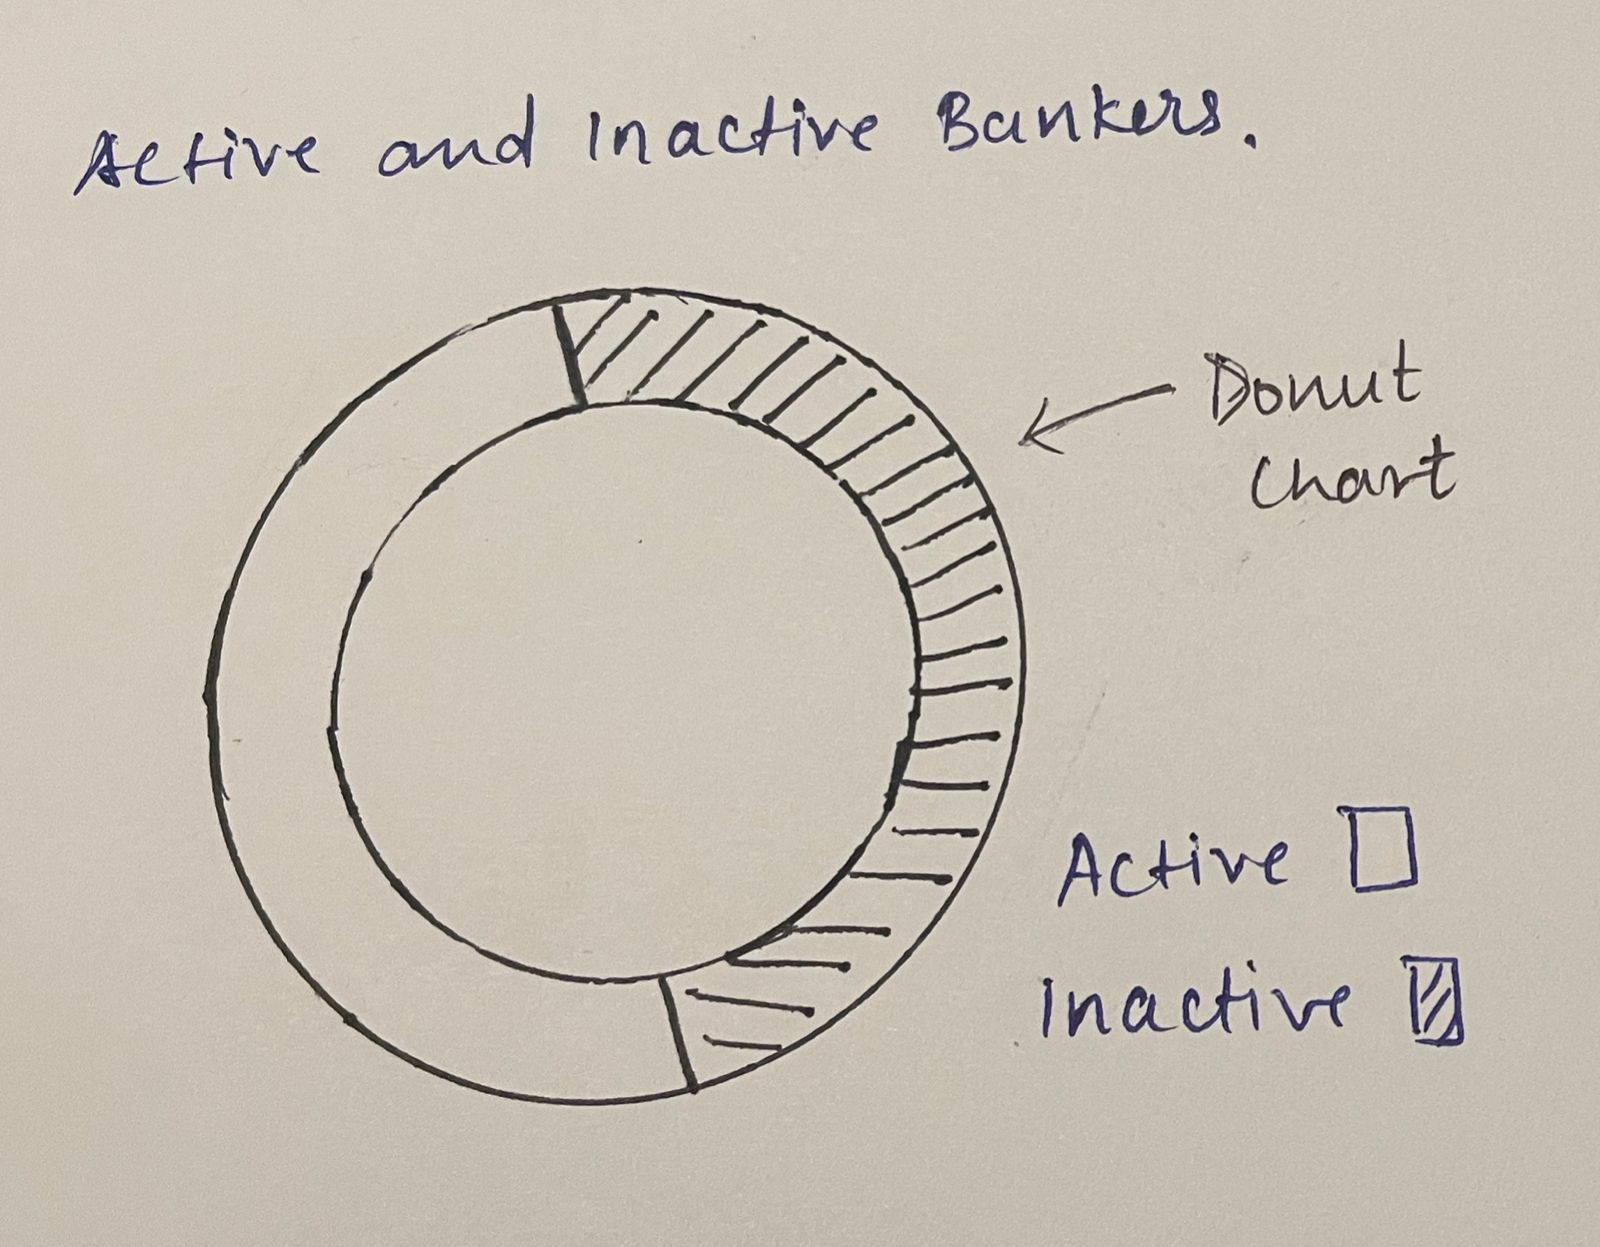 Active and Inactive Bankers.
Donut
Chart
Active
Inactive